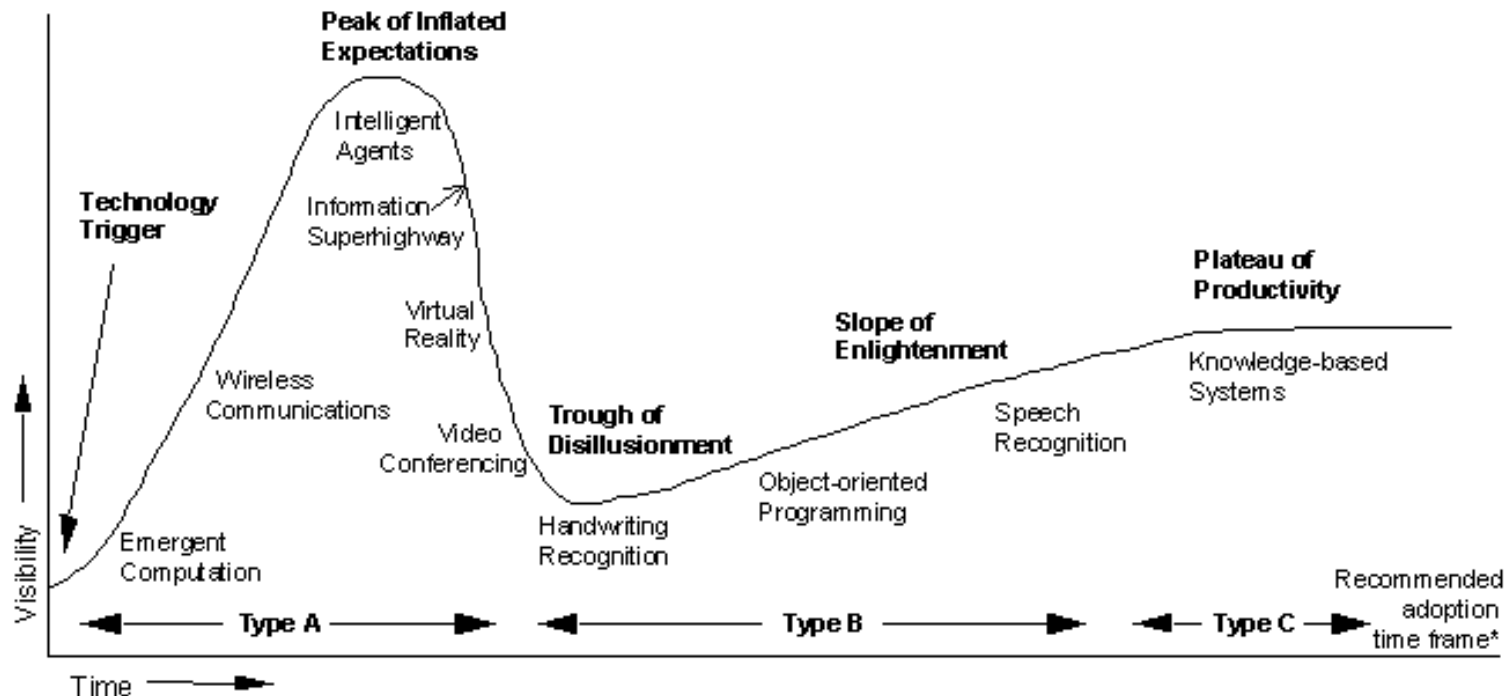 Peak of Inflated
Expectations
Intelligent
Agents
Technology
Trigger
Information
Superhighway
Plateau of
Productivity
Virtual
Reality
Slope of
Enlightenment
Wireless
Communications
Knowledge-based
Systems
Trough of
Disillusionment
Speech
Recognition
Video
Conferencing
Object-oriented
Programming
Handwriting
Recognition
Emergent
Computation
Visibility
Type A
Type B
Type C
Recommended
adoption
time frame*
Time